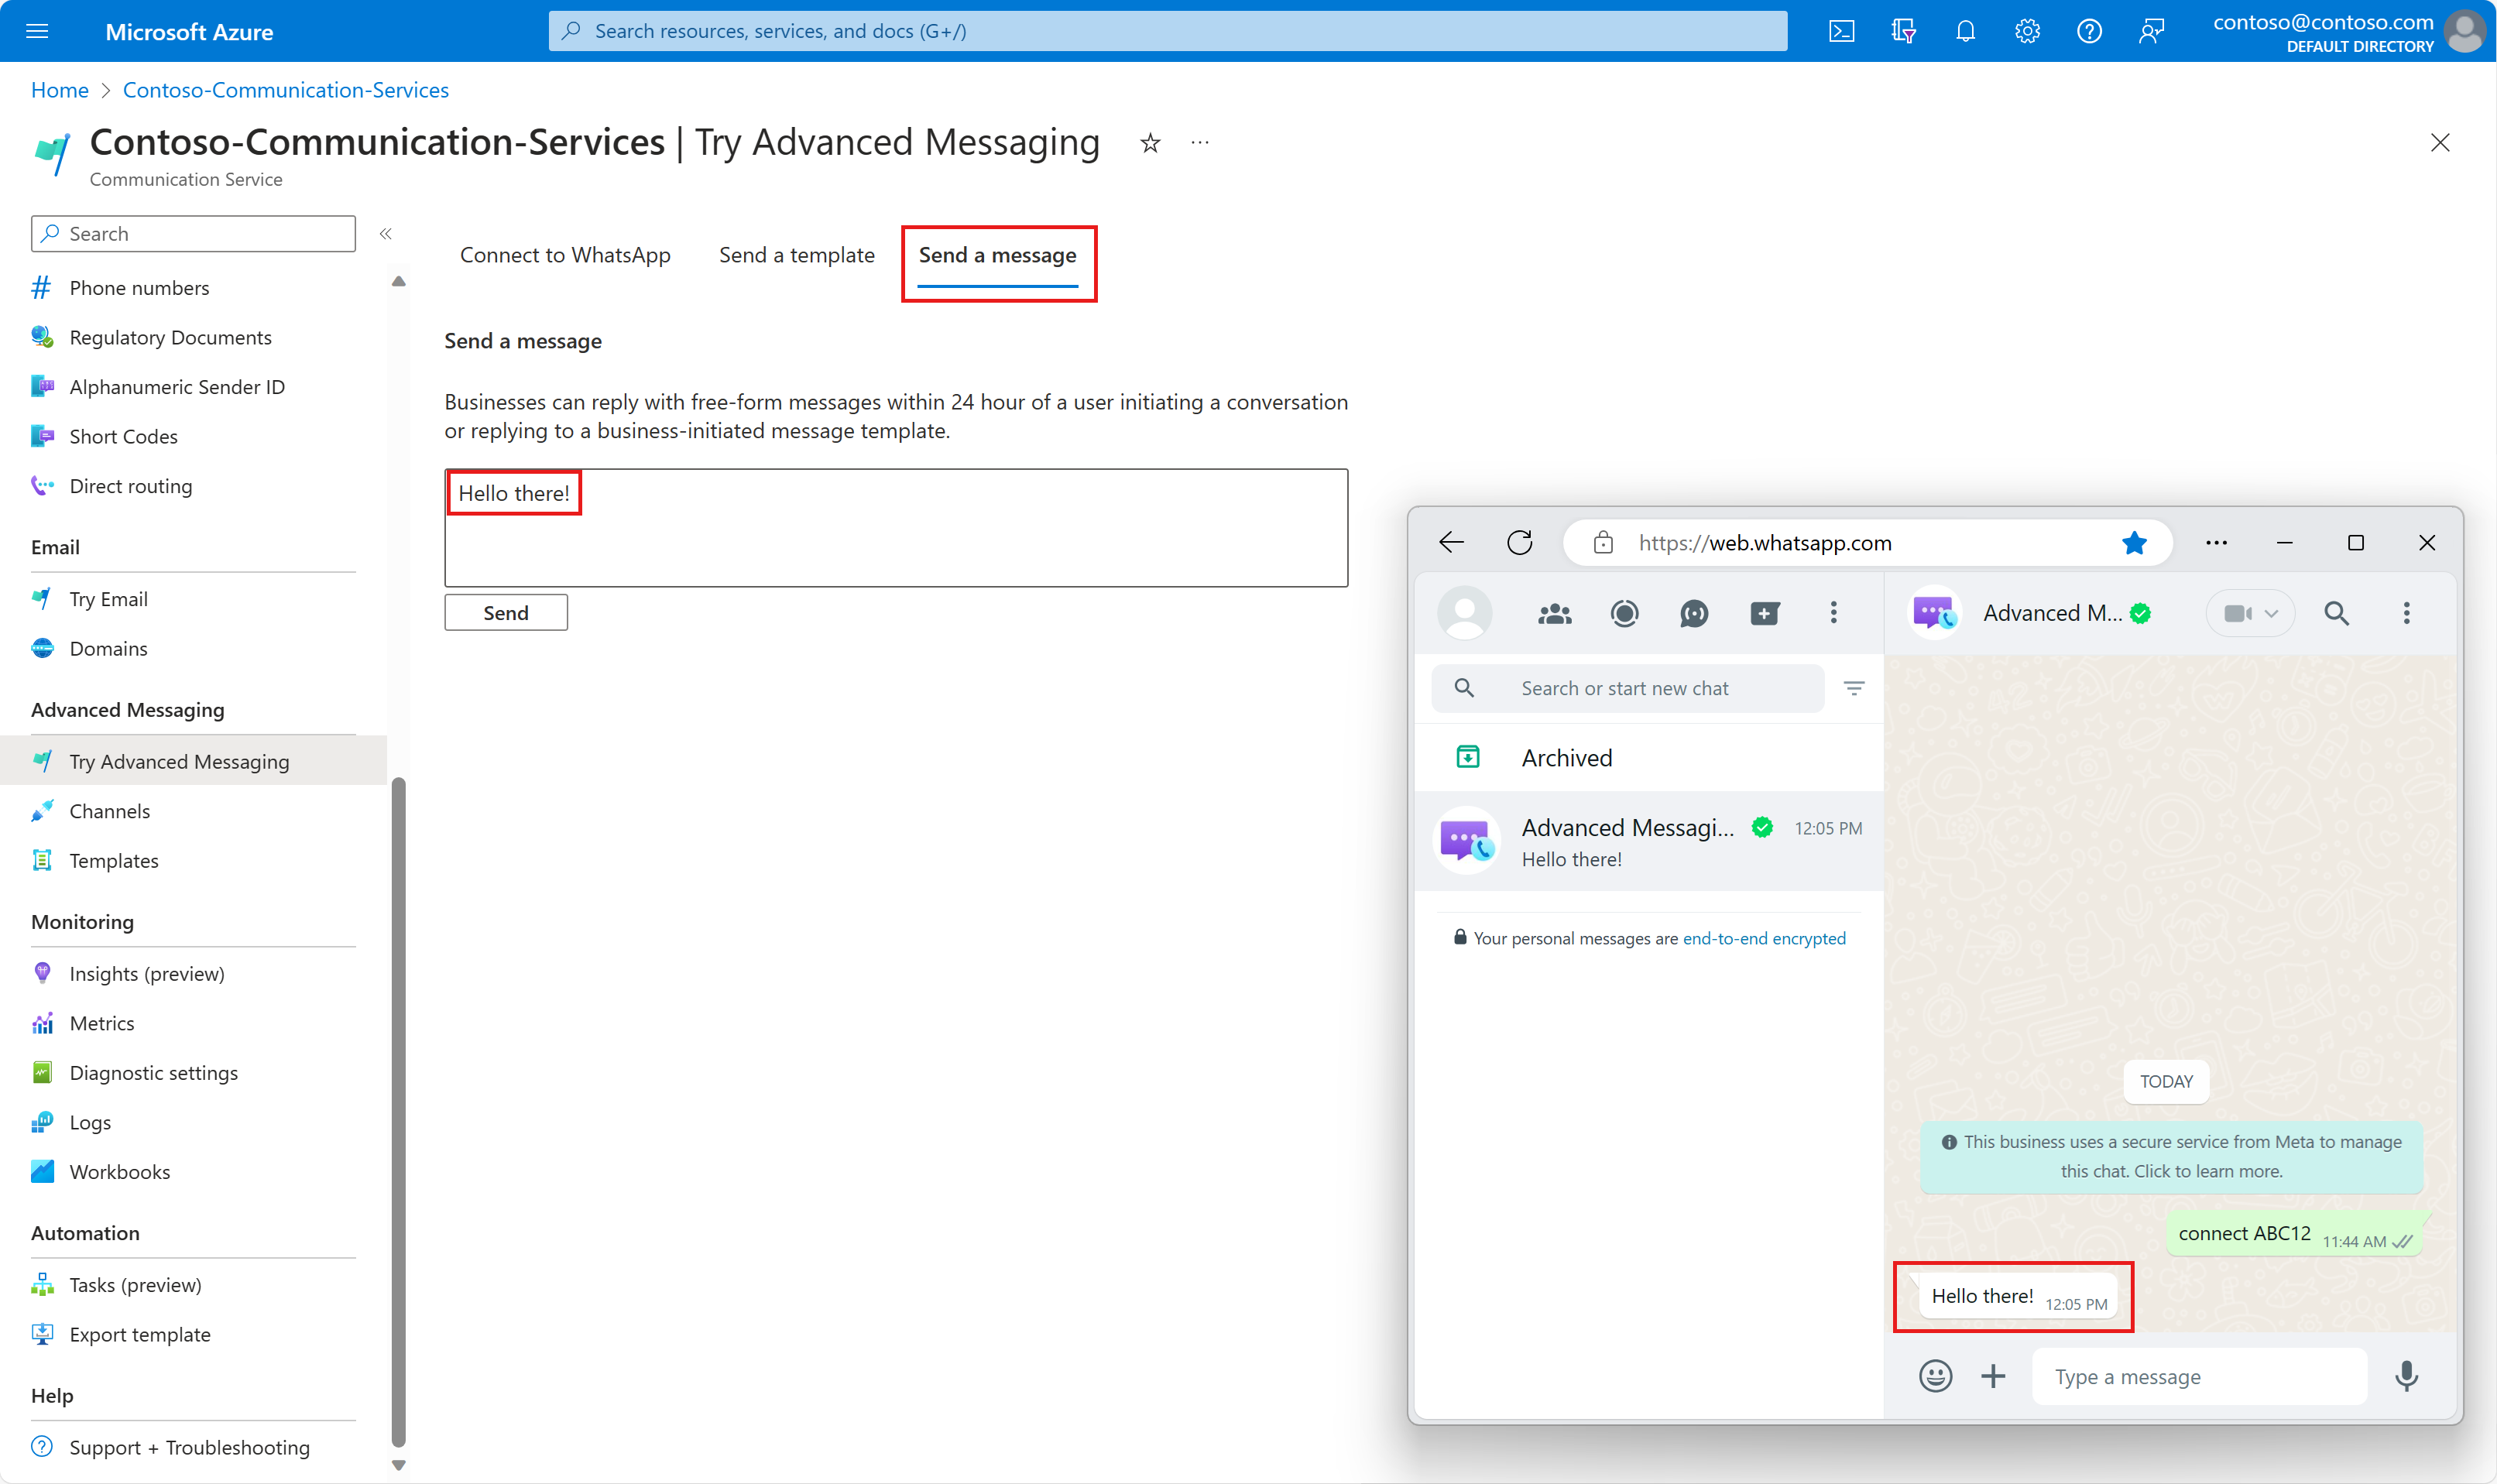 Microsoft Azure
Search resources, services, and docs (G+/)
contoso@contoso.com
DEFAULT DIRECTORY
Home > Contoso-Communication-Services
Contoso-Communication-Services | Try Advanced Messaging
Communication Service
Search
Phone numbers
Regulatory Documents
Alphanumeric Sender ID
Short Codes
Direct routing
Email
Try Email
Domains
Advanced Messaging
Try Advanced Messaging
Channels
Templates
Monitoring
Insights (preview)
Metrics
Diagnostic settings
Logs
Workbooks
Automation
Tasks (preview)
Export template
Help
Support + Troubleshooting
Connect to WhatsApp
Send a template
Send a message
Send a message
Businesses can reply with free-form messages within 24 hour of a user initiating a conversation
or replying to a business-initiated message template.
Hello there!
Send
https://web.whatsapp.com
Search or start new chat
Archived
Advanced Messagi... 12:05 PM
Hello there!
Your personal messages are end-to-end encrypted
Advanced M...
TODAY
This business uses a secure service from Meta to manage
this chat. Click to learn more.
connect ABC12 11:44 AM
Hello there! 12:05 PM
Type a message